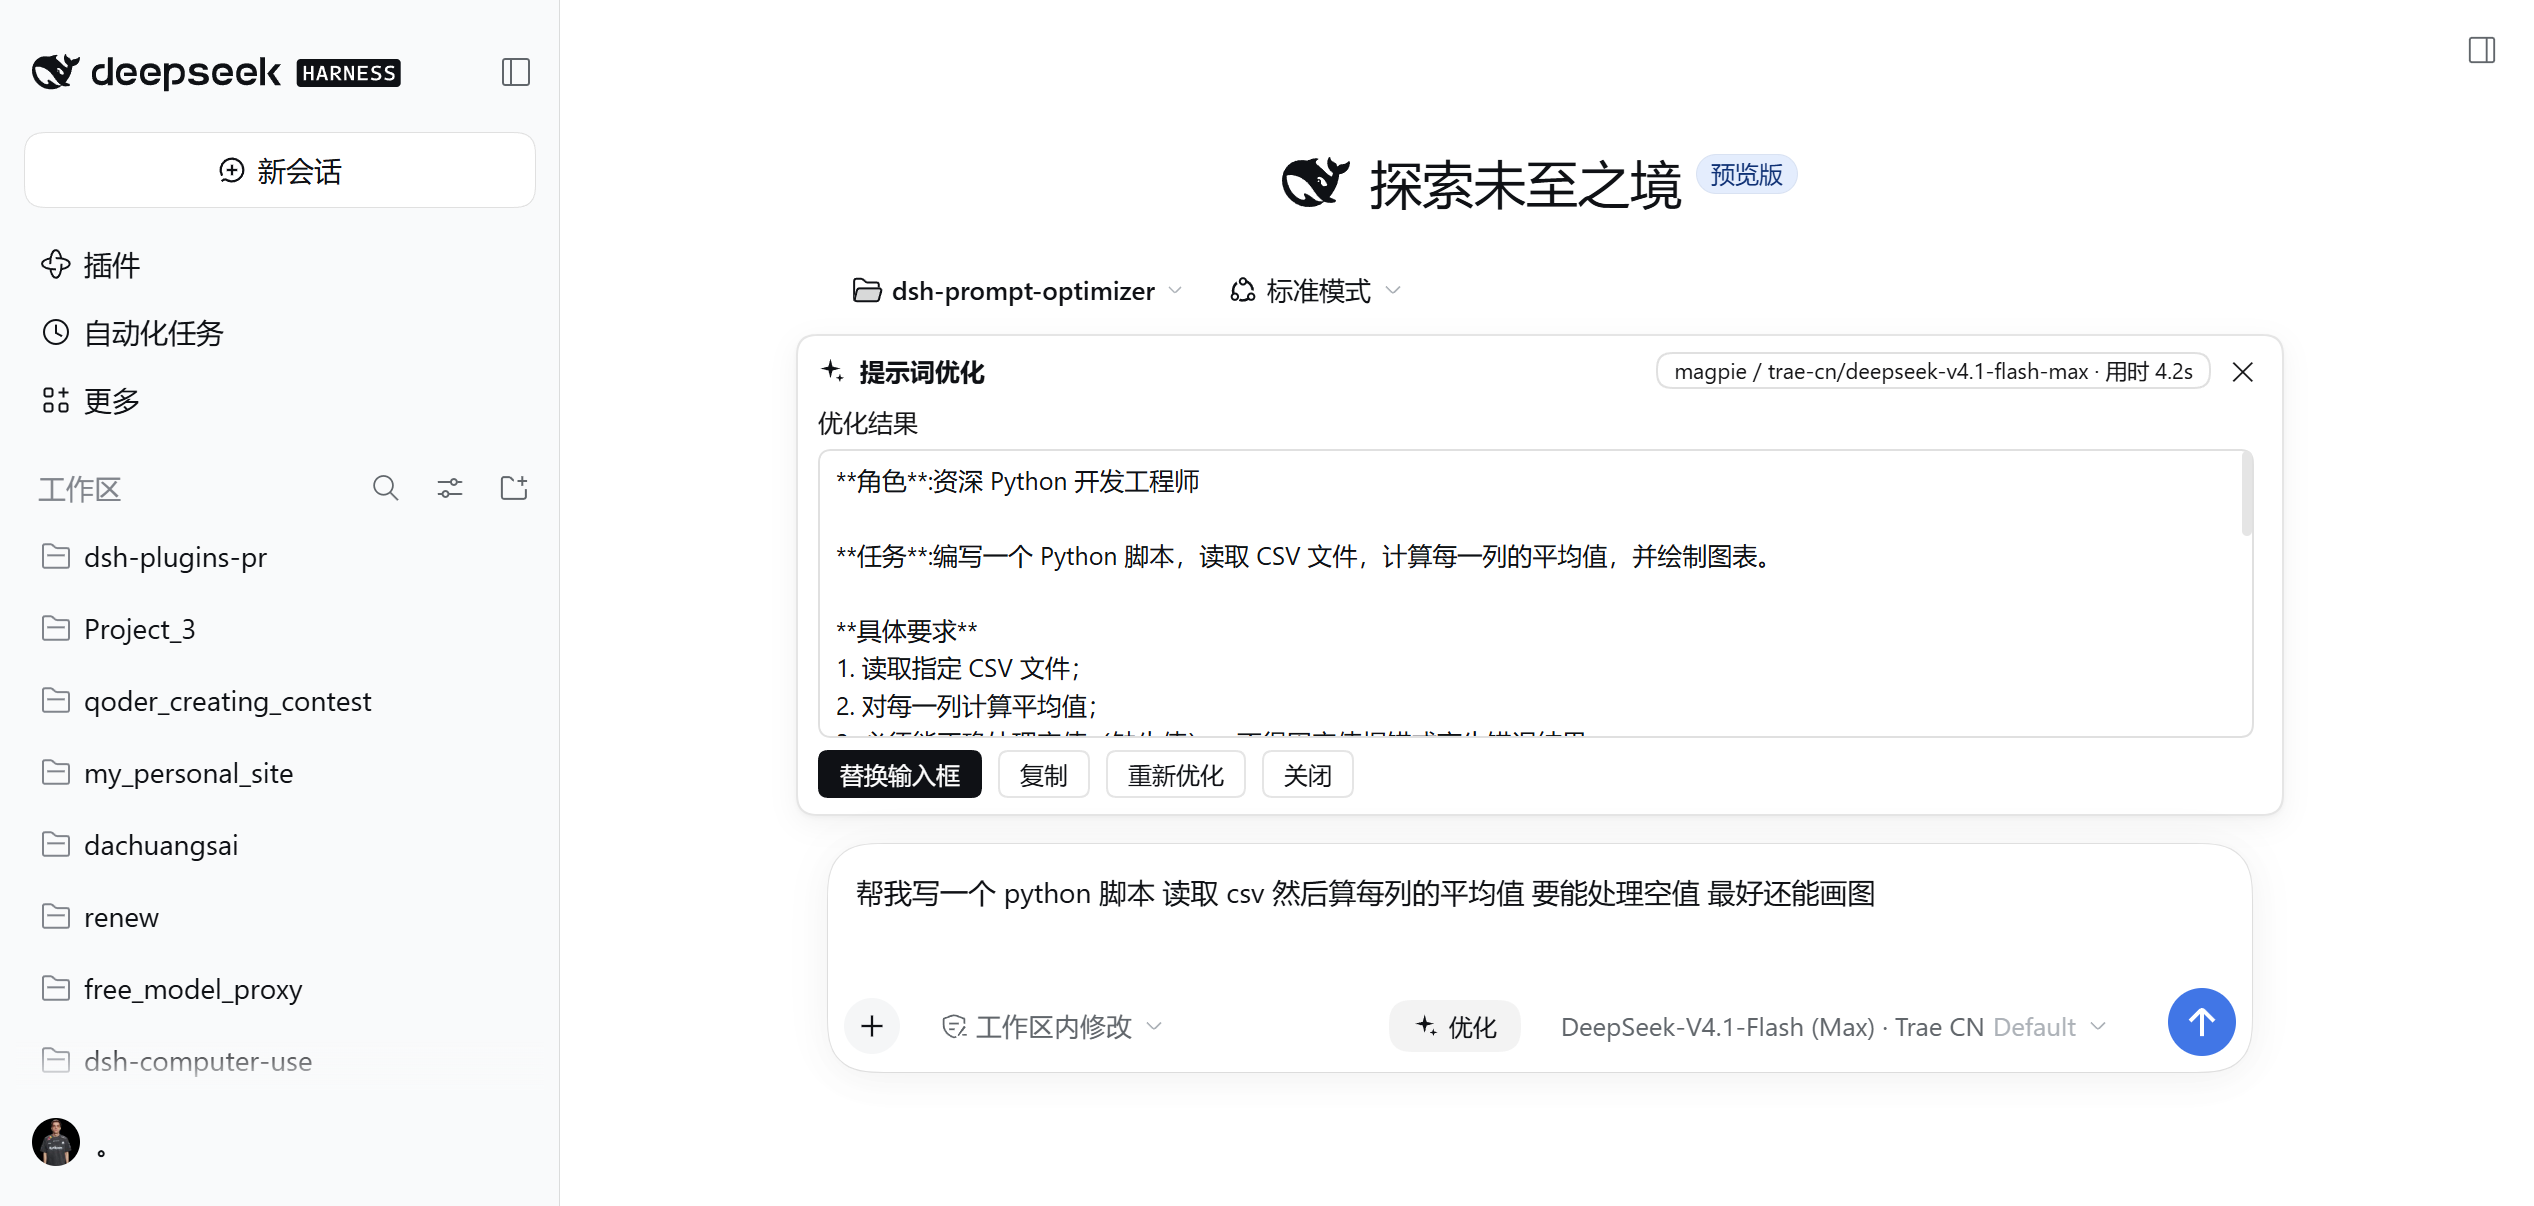 deepseek HARNESS
新会话
插件
自动化任务
更多
工作区
dsh-plugins-pr
Project_3
qoder_creating_contest
my_personal_site
dachuangsai
renew
free_model_proxy
dsh-computer-use
。
探索未至之境 预览版
dsh-prompt-optimizer 标准模式
提示词优化 magpie / trae-cn/deepseek-v4.1-flash-max · 用时 4.2s
优化结果
**角色**:资深 Python 开发工程师
**任务**:编写一个 Python 脚本，读取 CSV 文件，计算每一列的平均值，并绘制图表。
**具体要求**
1. 读取指定 CSV 文件；
2. 对每一列计算平均值；
替换输入框 复制 重新优化 关闭
帮我写一个 python 脚本 读取 csv 然后算每列的平均值 要能处理空值 最好还能画图
工作区内修改 优化 DeepSeek-V4.1-Flash (Max) · Trae CN Default